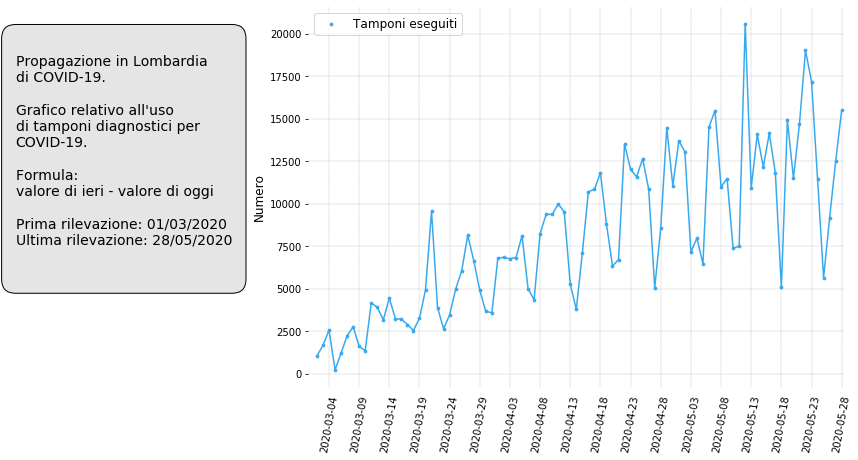 Propagazione in Lombardia
di COVID-19.
Grafico relativo all'uso
di tamponi diagnostici per
COVID-19.
Formula:
valore di ieri - valore di oggi
Prima rilevazione: 01/03/2020
Ultima rilevazione: 28/05/2020
Tamponi eseguiti
Numero
20000
17500
15000
12500
10000
7500
5000
2500
0
2020-03-04
2020-03-09
2020-03-14
2020-03-19
2020-03-24
2020-03-29
2020-04-03
2020-04-08
2020-04-13
2020-04-18
2020-04-23
2020-04-28
2020-05-03
2020-05-08
2020-05-13
2020-05-18
2020-05-23
2020-05-28